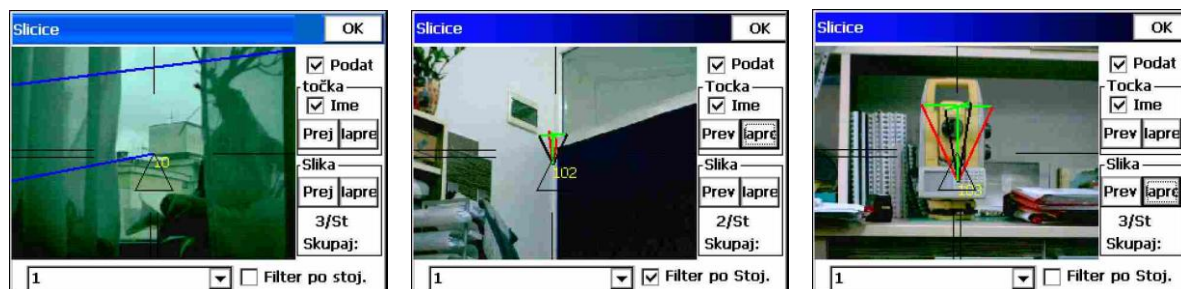 Slicice
OK
Podat
točka
Ime
Prej
lapre
Slika
Prej
lapre
3/St
Skupaj:
1
Filter po stoj.
Slicice
OK
Podat
Tocka
Ime
Prev
lapre
102
Slika
Prev
lapre
2/St
Skupaj:
1
Filter po Stoj.
Slicice
OK
Podat
Tocka
Ime
Prev
lapre
Slika
Prev
lapre
3/St
Skupaj:
1
Filter po Stoj.